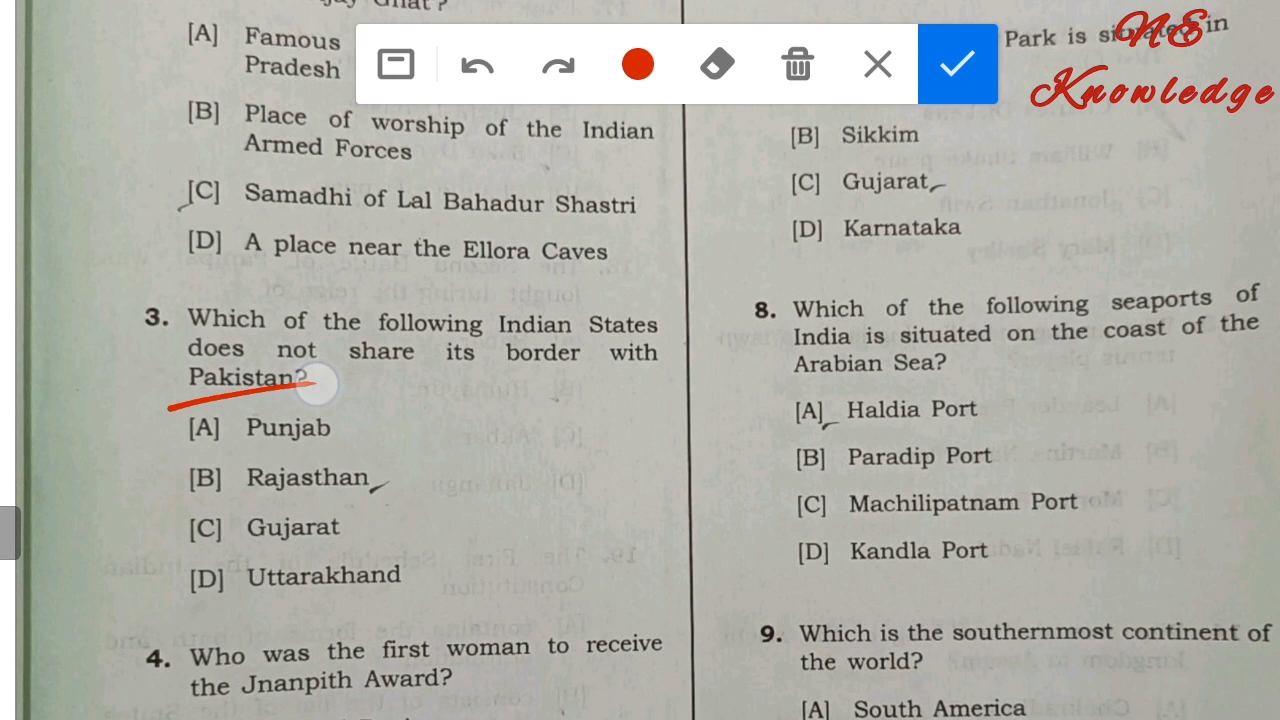 Ghat?
[A] Famous
Pradesh
[B] Place of worship of the Indian
Armed Forces
[C] Samadhi of Lal Bahadur Shastri
[D] A place near the Ellora Caves
3. Which of the following Indian States
does not share its border with
Pakistan?
[A] Punjab
[B] Rajasthan
[C] Gujarat
[D] Uttarakhand
4. Who was the first woman to receive
the Jnanpith Award?
Park is situated in
[B] Sikkim
[C] Gujarat
[D] Karnataka
8. Which of the following seaports of
India is situated on the coast of the
Arabian Sea?
[A] Haldia Port
[B] Paradip Port
[C] Machilipatnam Port
[D] Kandla Port
9. Which is the southernmost continent of
the world?
[A] South America
NE
Knowledge